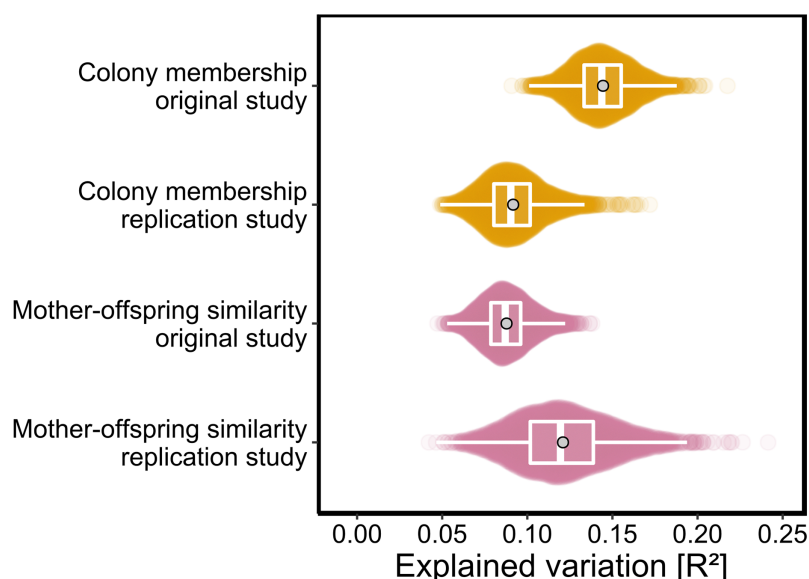 Colony membership
original study
Colony membership
replication study
Mother-offspring similarity
original study
Mother-offspring similarity
replication study
0.00 0.05 0.10 0.15 0.20 0.25
Explained variation [R²]